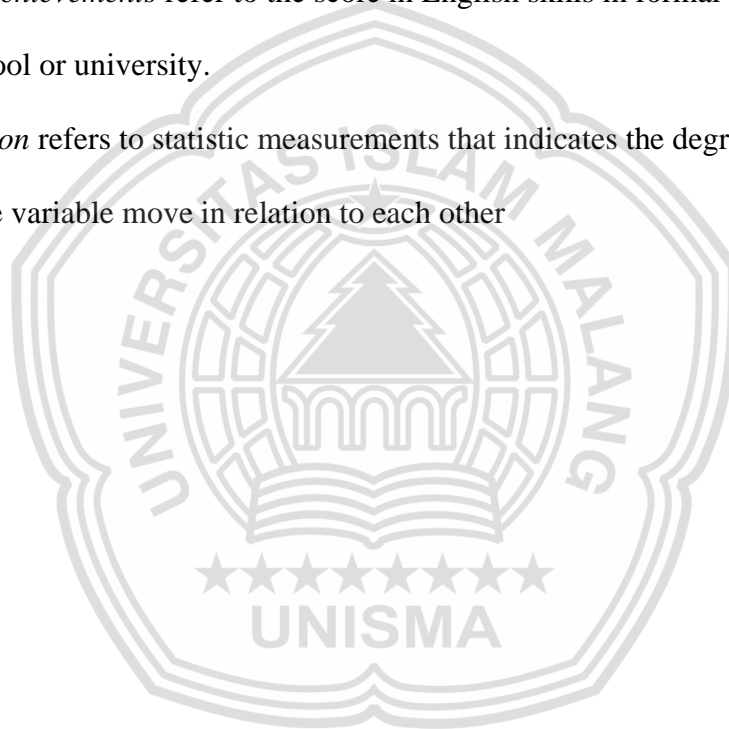 chievements refer to the score in English skills in formal
ool or university.
on refers to statistic measurements that indicates the degr
e variable move in relation to each other
UNIVERSITAS ISLAM MALANG
UNISMA